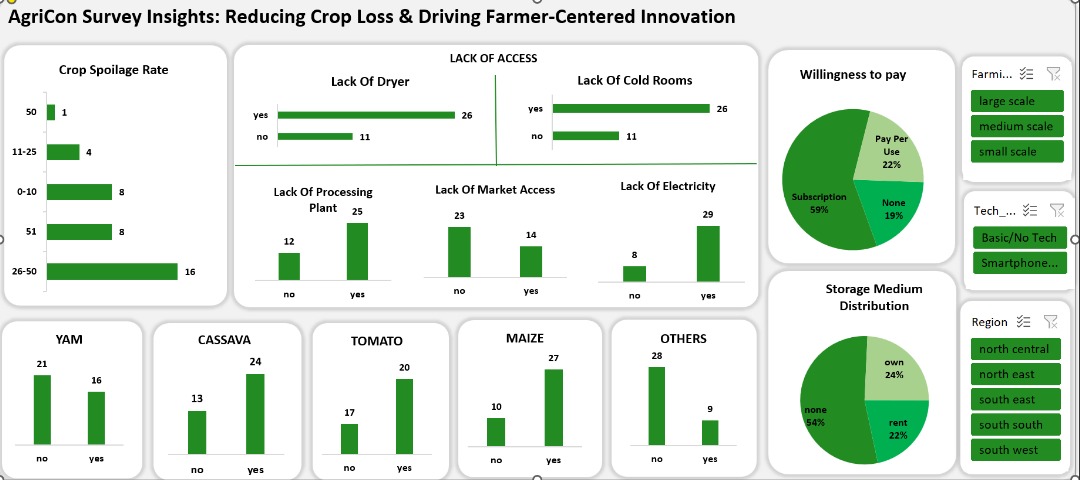 AgriCon Survey Insights: Reducing Crop Loss & Driving Farmer-Centered Innovation
Crop Spoilage Rate
50
1
11-25
4
0-10
8
51
8
26-50
16
LACK OF ACCESS
Lack Of Dryer
yes
26
no
11
Lack Of Cold Rooms
yes
26
no
11
Lack Of Processing
Plant
12
25
no
yes
Lack Of Market Access
23
14
no
yes
Lack Of Electricity
8
29
no
yes
Willingness to pay
Pay Per
Use
22%
Subscription
59%
None
19%
Storage Medium
Distribution
own
24%
none
54%
rent
22%
Farmi...
large scale
medium scale
small scale
Tech_...
Basic/No Tech
Smartphone...
Region
north central
north east
south east
south south
south west
YAM
21
16
no
yes
CASSAVA
13
24
no
yes
TOMATO
17
20
no
yes
MAIZE
10
27
no
yes
OTHERS
28
9
no
yes